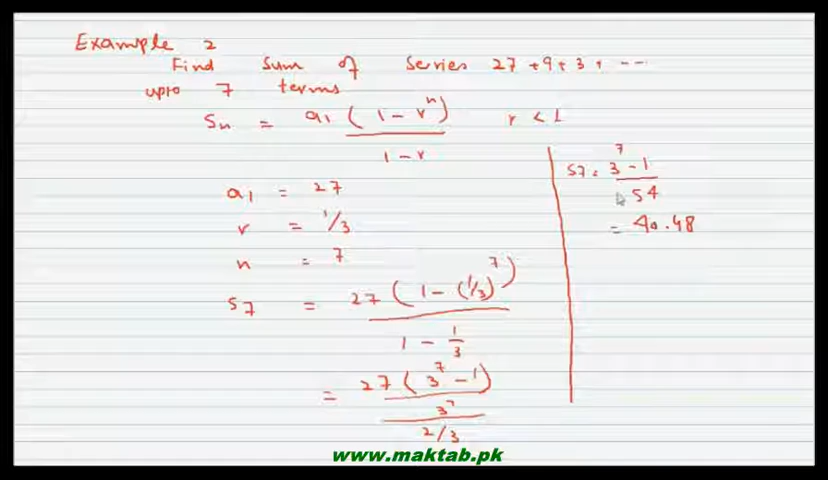 Example 2
Find Sum of Series 27 + 9 + 3 + ---
upto 7 terms
Sn = a1 ( 1 - r^n ) / 1 - r    r < 1
a1 = 27
r = 1/3
n = 7
S7 = 27 ( 1 - (1/3)^7 ) / 1 - 1/3
= 27 ( 3^7 - 1 ) / 3^7 / 2/3
S7 = 3^7 - 1 / 54
= 40.48
www.maktab.pk